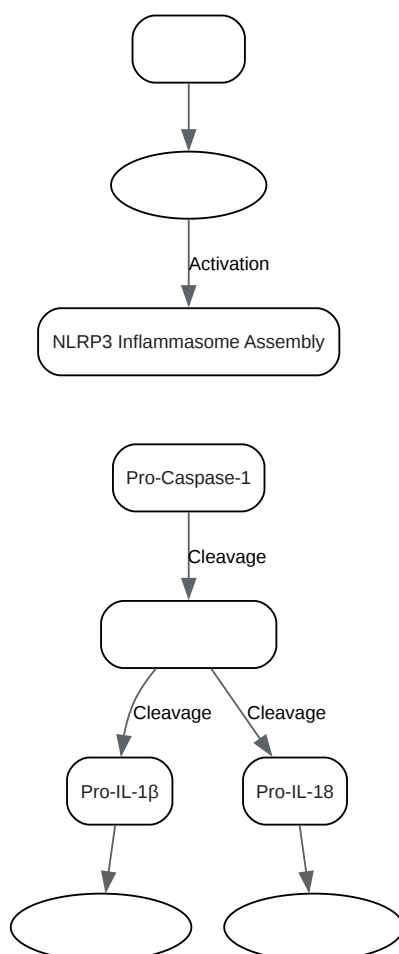 Activation
NLRP3 Inflammasome Assembly
Pro-Caspase-1
Cleavage
Cleavage
Cleavage
Pro-IL-1β
Pro-IL-18